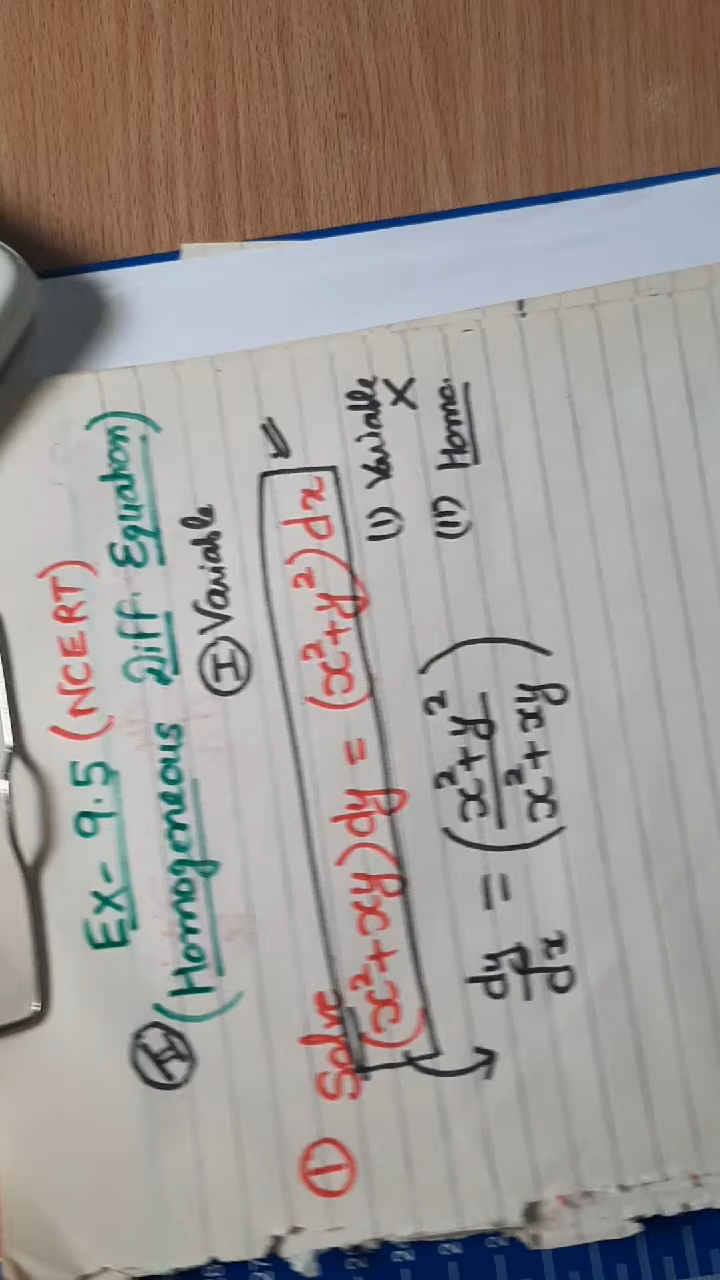 EX- 9.5 (NCERT)
II (Homogeneous Diff. Equation)
I Variable
① Solve
(x²+xy)dy = (x²+y²)dx
(I) Variable
X
(II) Homo.
dy/dx = (x²+y²/x²+xy)